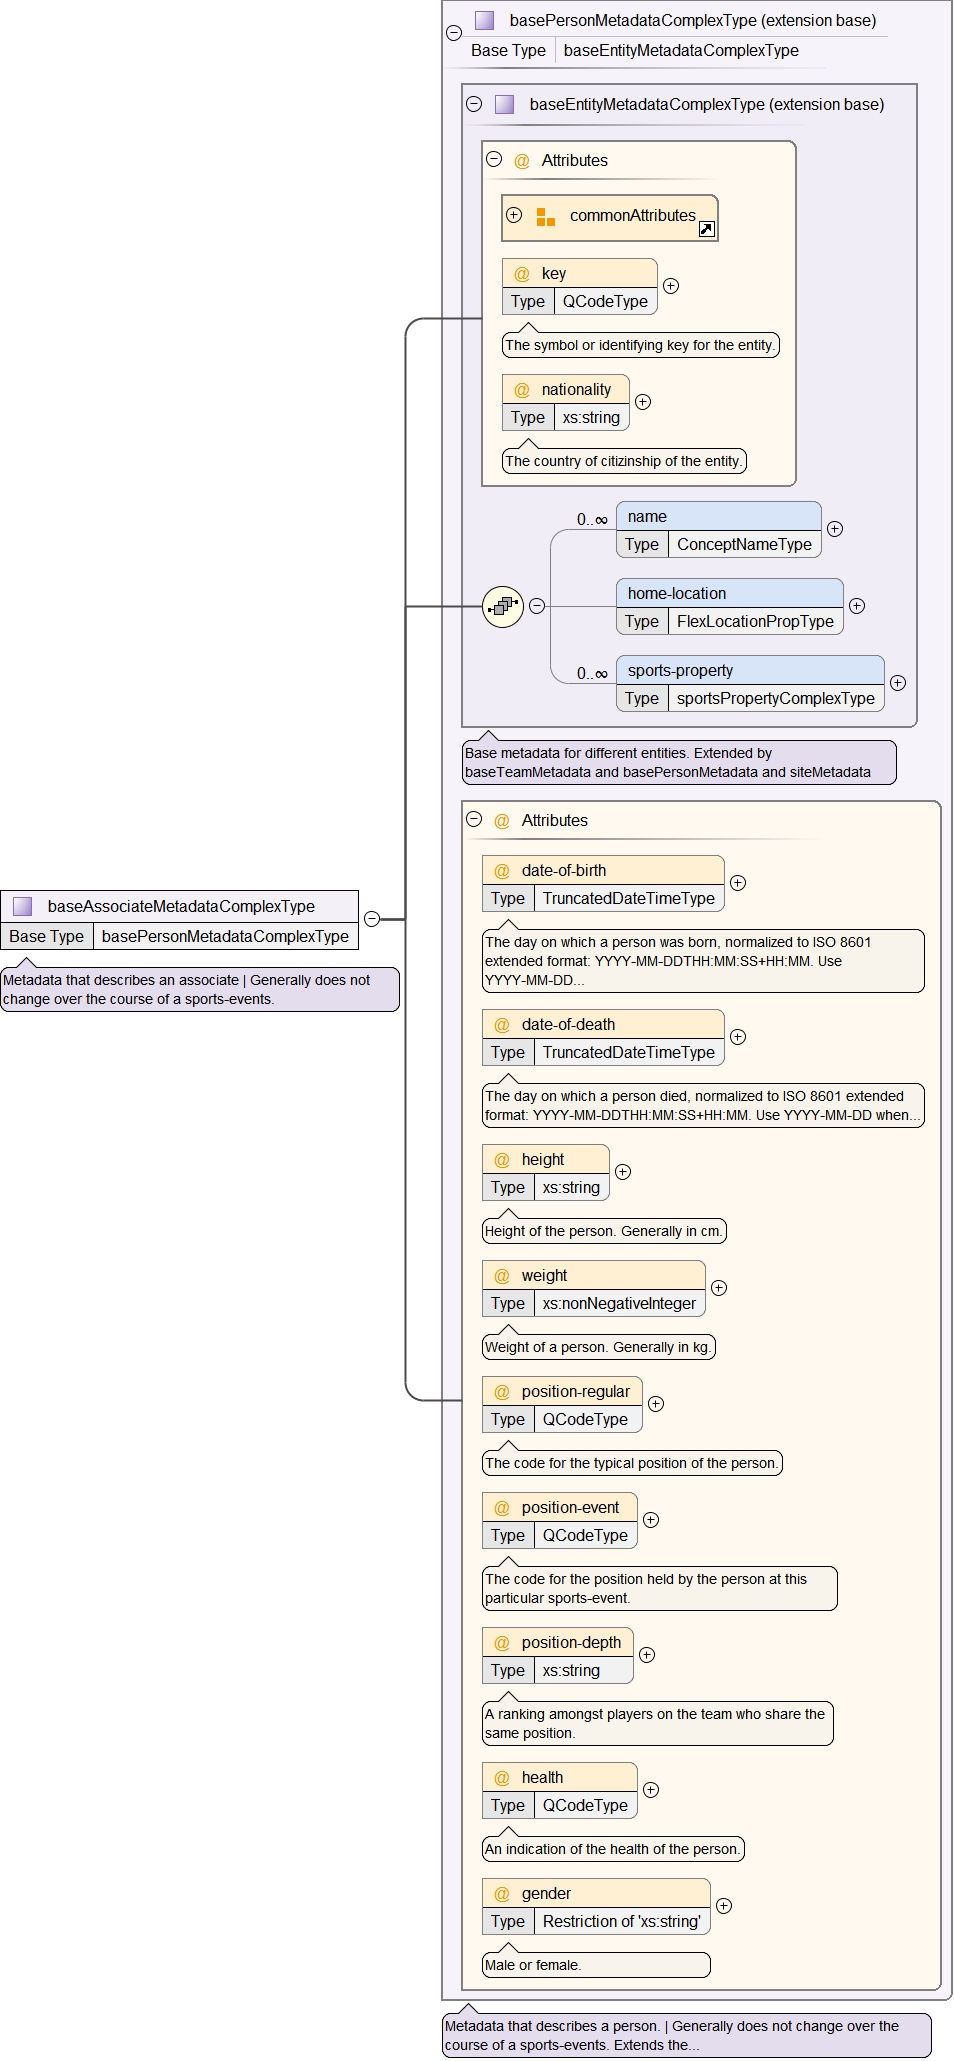 basePersonMetadataComplexType (extension base)
Base Type baseEntityMetadataComplexType
baseEntityMetadataComplexType (extension base)
@ Attributes
commonAttributes
@ key
Type QCodeType
The symbol or identifying key for the entity.
@ nationality
Type xs:string
The country of citizinship of the entity.
0..∞ name
Type ConceptNameType
home-location
Type FlexLocationPropType
0..∞ sports-property
Type sportsPropertyComplexType
Base metadata for different entities. Extended by
baseTeamMetadata and basePersonMetadata and siteMetadata
@ Attributes
@ date-of-birth
Type TruncatedDateTimeType
baseAssociateMetadataComplexType
Base Type basePersonMetadataComplexType
Metadata that describes an associate | Generally does not
change over the course of a sports-events.
The day on which a person was born, normalized to ISO 8601
extended format: YYYY-MM-DDTHH:MM:SS+HH:MM. Use
YYYY-MM-DD...
@ date-of-death
Type TruncatedDateTimeType
The day on which a person died, normalized to ISO 8601 extended
format: YYYY-MM-DDTHH:MM:SS+HH:MM. Use YYYY-MM-DD when...
@ height
Type xs:string
Height of the person. Generally in cm.
@ weight
Type xs:nonNegativeInteger
Weight of a person. Generally in kg.
@ position-regular
Type QCodeType
The code for the typical position of the person.
@ position-event
Type QCodeType
The code for the position held by the person at this
particular sports-event.
@ position-depth
Type xs:string
A ranking amongst players on the team who share the
same position.
@ health
Type QCodeType
An indication of the health of the person.
@ gender
Type Restriction of 'xs:string'
Male or female.
Metadata that describes a person. | Generally does not change over the
course of a sports-events. Extends the...